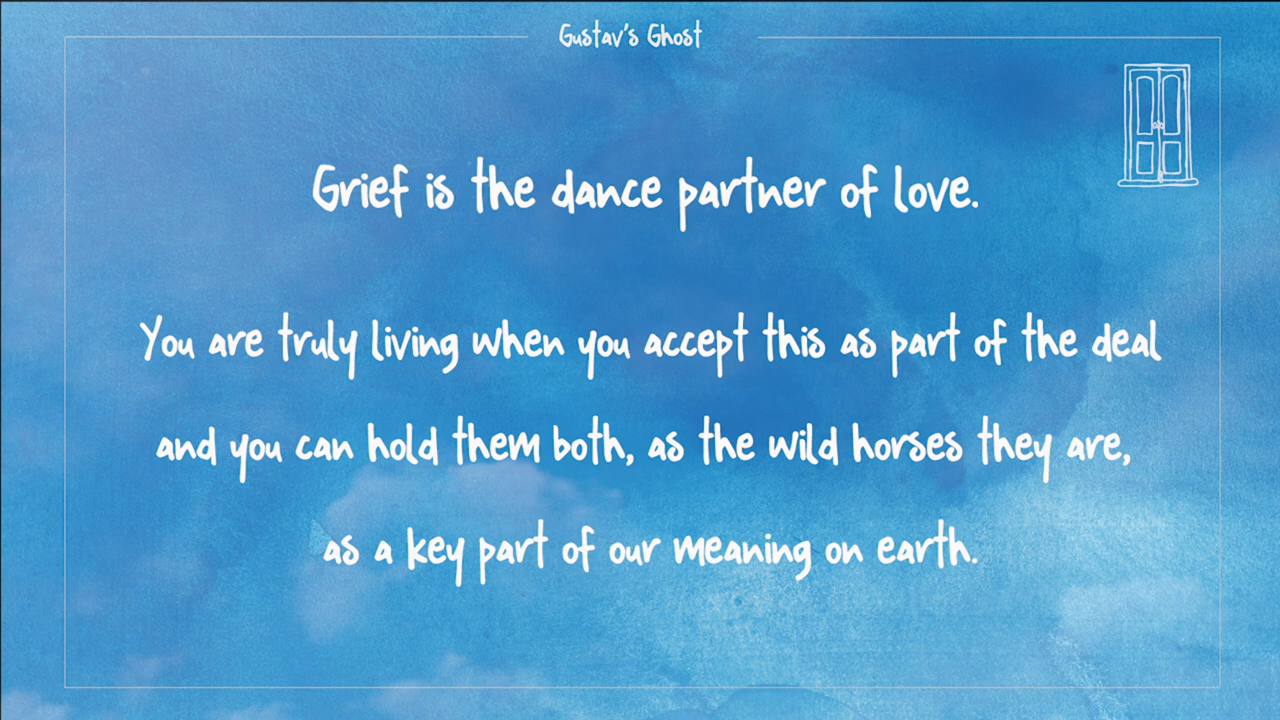 Gustav's Ghost
Grief is the dance partner of love.
You are truly living when you accept this as part of the deal
and you can hold them both, as the wild horses they are,
as a key part of our meaning on earth.